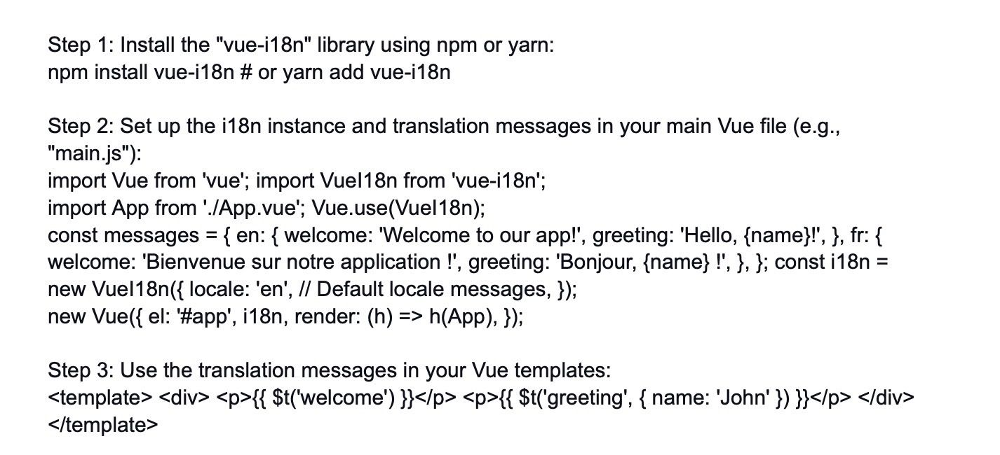 Step 1: Install the "vue-i18n" library using npm or yarn:
npm install vue-i18n # or yarn add vue-i18n
Step 2: Set up the i18n instance and translation messages in your main Vue file (e.g.,
"main.js"):
import Vue from 'vue'; import VueI18n from 'vue-i18n';
import App from './App.vue'; Vue.use(VueI18n);
const messages = { en: { welcome: 'Welcome to our app!', greeting: 'Hello, {name}!', }, fr: {
welcome: 'Bienvenue sur notre application !', greeting: 'Bonjour, {name} !', }, }; const i18n =
new VueI18n({ locale: 'en', // Default locale messages, });
new Vue({ el: '#app', i18n, render: (h) => h(App), });
Step 3: Use the translation messages in your Vue templates:
<template> <div> <p>{{ $t('welcome') }}</p> <p>{{ $t('greeting', { name: 'John' }) }}</p> </div>
</template>